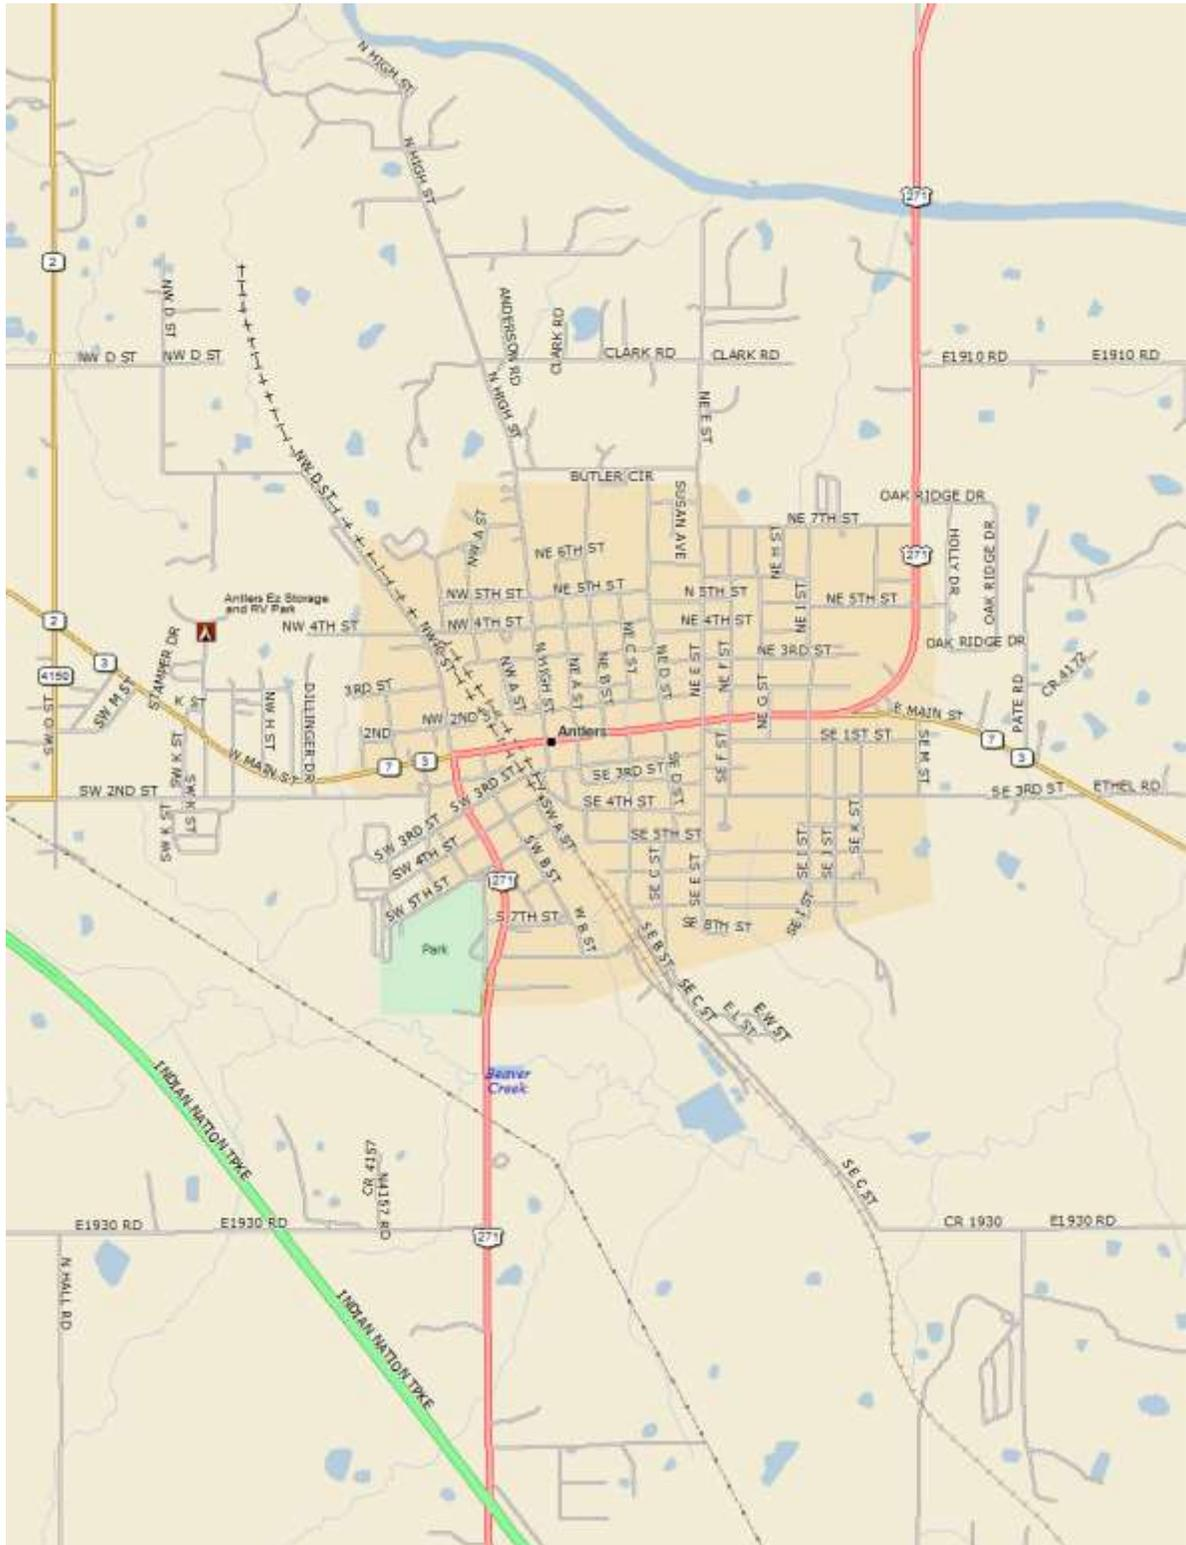 N HIGH ST
N HIGH ST
271
2
NW D ST
ANDERSON RD
CLARK RD
NW D ST
NW D ST
CLARK RD
CLARK RD
E1910 RD
E1910 RD
N HIGH ST
NE E ST
NW D ST
BUTLER CIR
SUSAN AVE
OAK RIDGE DR
NW A ST
NE 7TH ST
HOLLY DR
OAK RIDGE DR
NE H ST
NE 6TH ST
271
NW 5TH ST
NE 5TH ST
N 5TH ST
NE I ST
NE 5TH ST
Antlers Ez Storage
and RV Park
2
NW 4TH ST
NW 4TH ST
NE C ST
NE 4TH ST
OAK RIDGE DR
STAMPER DR
3
NE 3RD ST
NE D ST
NE E ST
NE F ST
CR 4172
4150
SW O ST
SW M ST
K ST
NW H ST
DILLINGER DR
3RD ST
NW A ST
N HIGH ST
NE A ST
NE B ST
NE G ST
PATE RD
NW 2ND
2ND
E MAIN ST
Antlers
SE 1ST ST
7
3
SW K ST
W MAIN ST
7
3
SE F ST
SE M ST
SE 3RD ST
SE D ST
SW 2ND ST
SW K ST
SW K ST
SW 3RD ST
SE 4TH ST
SE 3RD ST
ETHEL RD
SW 3RD ST
SW A ST
SE 5TH ST
SE K ST
SW 4TH ST
SW B ST
SE C ST
SE E ST
SE I ST
SE J ST
271
SW 5TH ST
S 7TH ST
W B ST
SE 8TH ST
SE I ST
Park
SE B ST
SE C ST
E L ST
E W ST
Beaver
Creek
INDIAN NATION TPKE
CR 4157
N4157 RD
SE C ST
E1930 RD
E1930 RD
271
CR 1930
E1930 RD
N HALL RD
INDIAN NATION TPKE